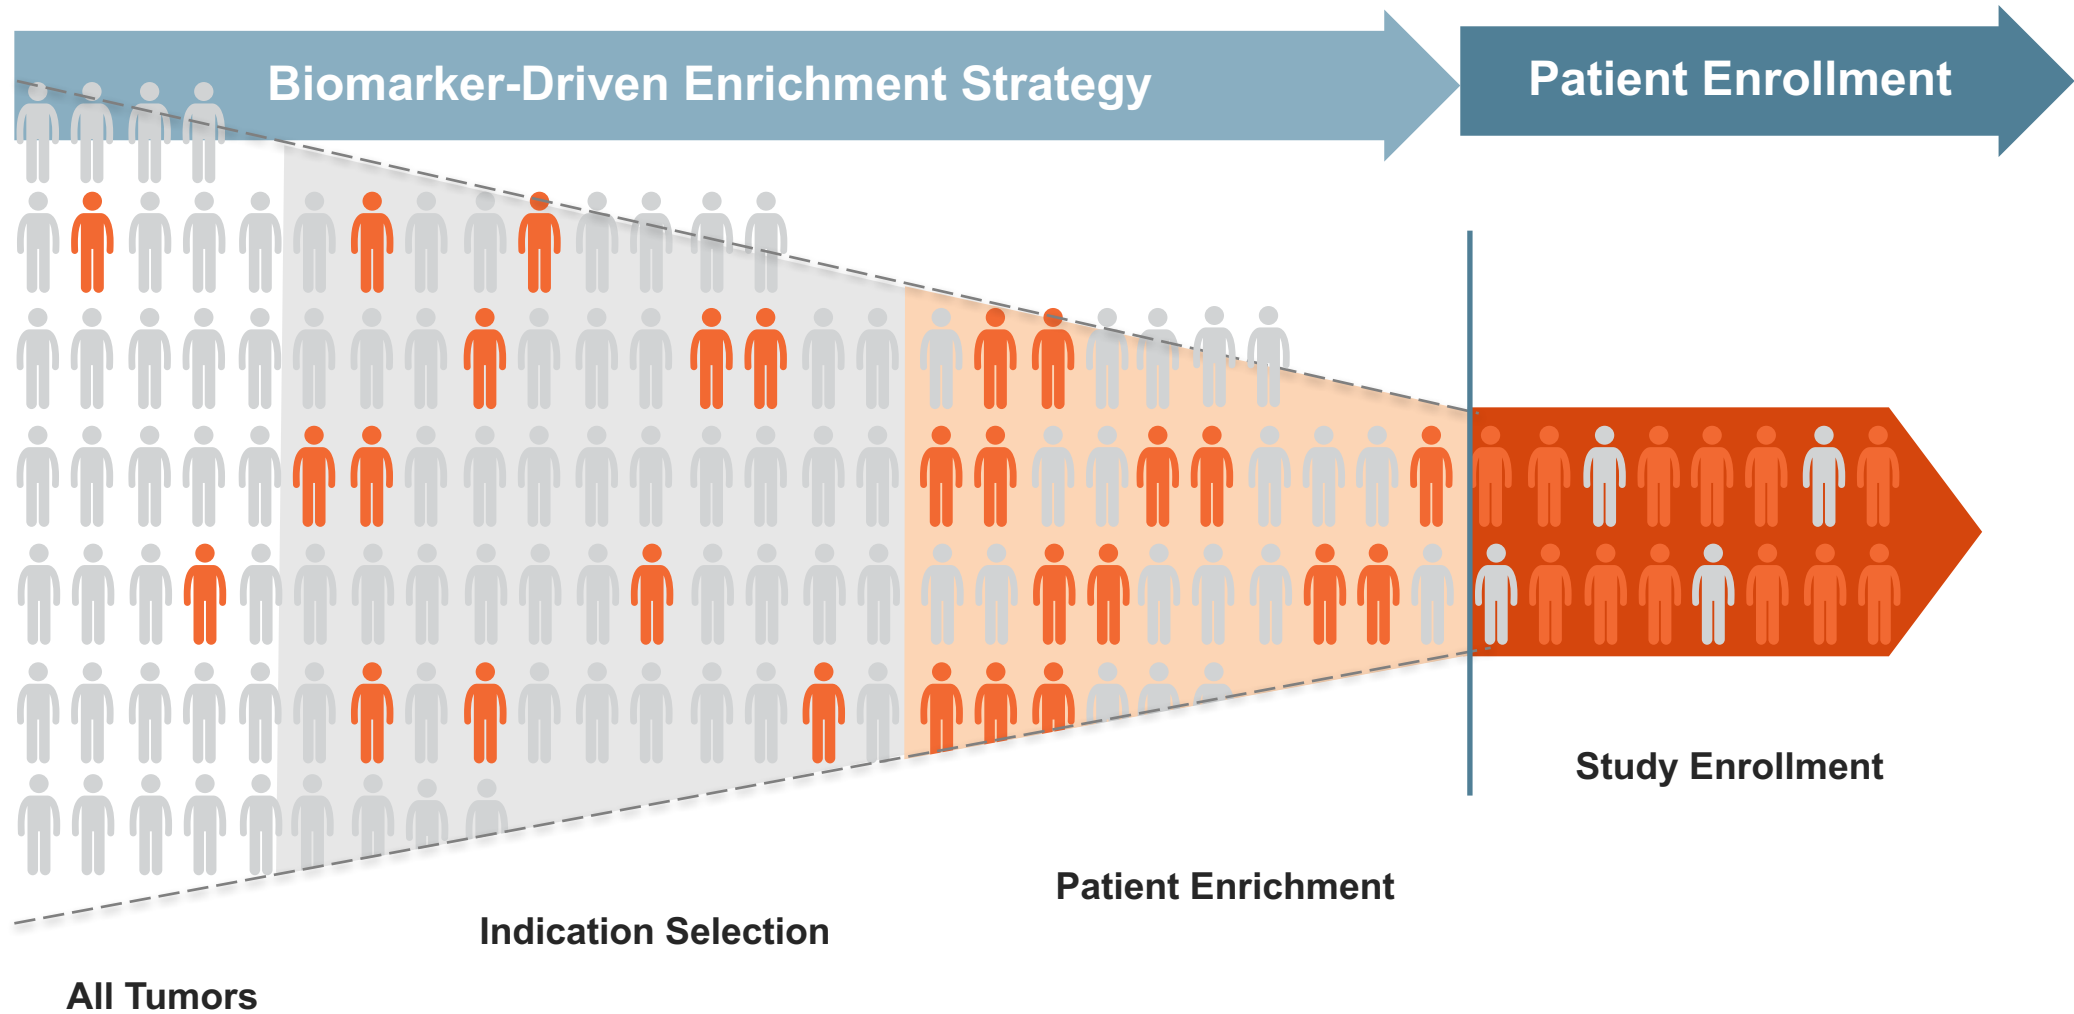 Biomarker-Driven Enrichment Strategy
Patient Enrollment
Study Enrollment
Patient Enrichment
Indication Selection
All Tumors